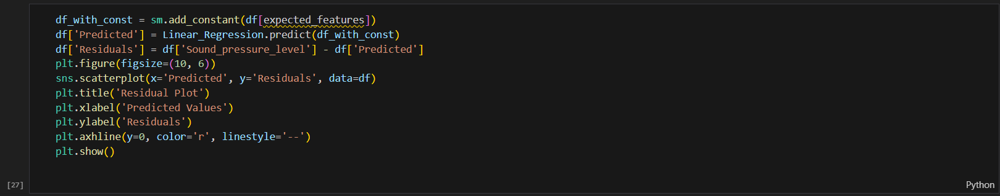 df_with_const = sm.add_constant(df[expected_features])
df['Predicted'] = Linear_Regression.predict(df_with_const)
df['Residuals'] = df['Sound_pressure_level'] - df['Predicted']
plt.figure(figsize=(10, 6))
sns.scatterplot(x='Predicted', y='Residuals', data=df)
plt.title('Residual Plot')
plt.xlabel('Predicted Values')
plt.ylabel('Residuals')
plt.axhline(y=0, color='r', linestyle='--')
plt.show()
[27]
Python